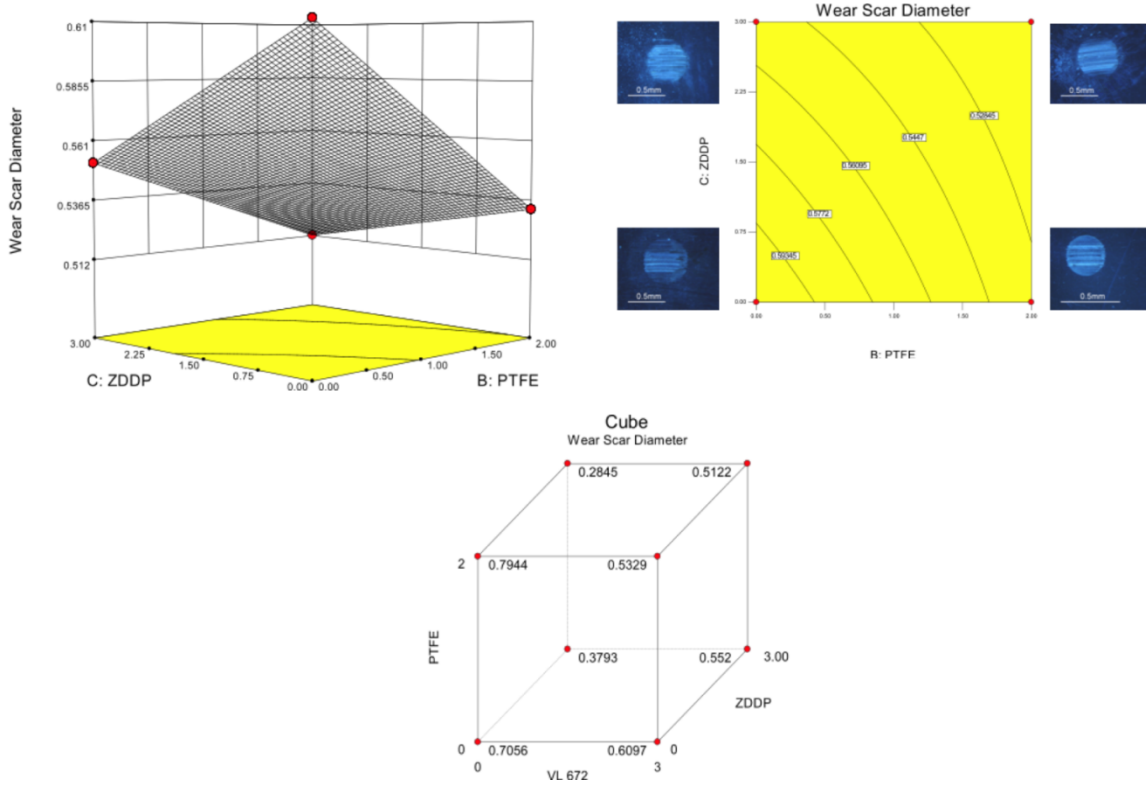 0.61
0.5855
0.561
0.5365
0.512
Wear Scar Diameter
3.00
2.25
1.50
0.75
0.00
0.00
0.50
1.00
1.50
2.00
C: ZDDP
B: PTFE
Wear Scar Diameter
0.5mm
0.5mm
0.5mm
0.5mm
3.00
2.25
1.50
0.75
0.00
C: ZDDP
0.52845
0.5447
0.56095
0.5772
0.59345
0.00
0.50
1.00
1.50
2.00
B: PTFE
Cube
Wear Scar Diameter
0.2845
0.5122
2
0.7944
0.5329
PTFE
0.3793
0.552
3.00
ZDDP
0
0.7056
0.6097
0
0
3
VL 672